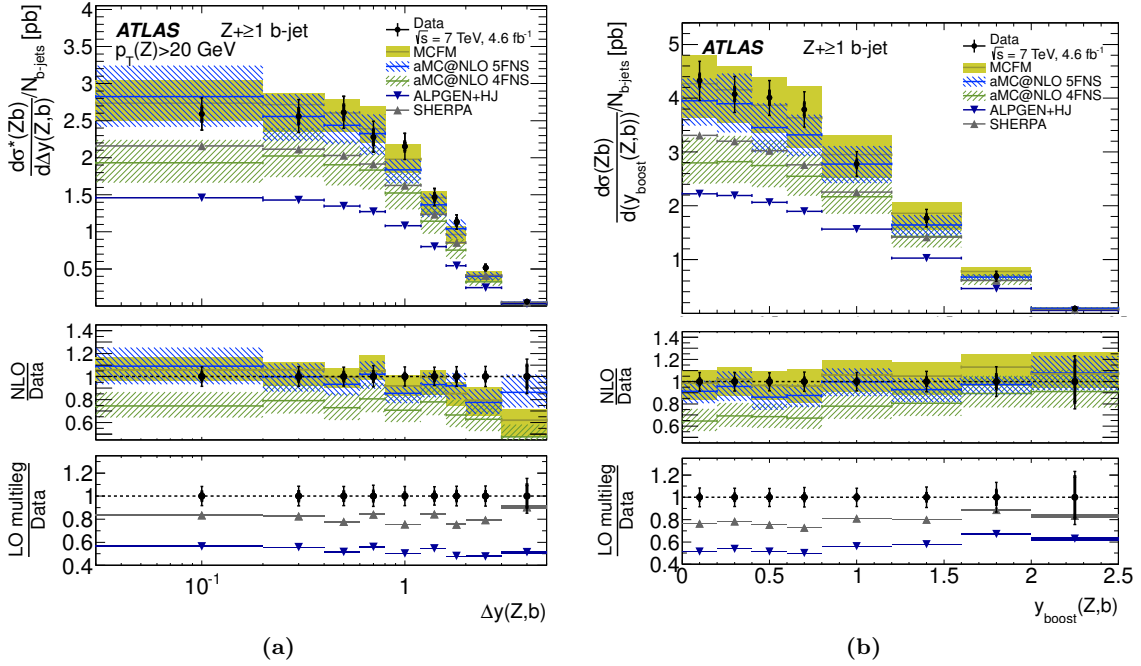 dσ*(Zb)
dΔy(Z,b) /N b-jets [pb]
4
3.5
3
2.5
2
1.5
1
0.5
ATLAS Z+≥1 b-jet
p_T(Z)>20 GeV
Data
√s = 7 TeV, 4.6 fb⁻¹
MCFM
aMC@NLO 5FNS
aMC@NLO 4FNS
ALPGEN+HJ
SHERPA
NLO
Data
1.4
1.2
1
0.8
0.6
LO multileg
Data
1.2
1
0.8
0.6
0.4
10⁻¹ 1
Δy(Z,b)
(a)
dσ(Zb)
d(y_boost(Z,b)) /N b-jets [pb]
5
4
3
2
1
ATLAS Z+≥1 b-jet
Data
√s = 7 TeV, 4.6 fb⁻¹
MCFM
aMC@NLO 5FNS
aMC@NLO 4FNS
ALPGEN+HJ
SHERPA
NLO
Data
1.4
1.2
1
0.8
0.6
LO multileg
Data
1.2
1
0.8
0.6
0.4
0 0.5 1 1.5 2 2.5
y_boost(Z,b)
(b)